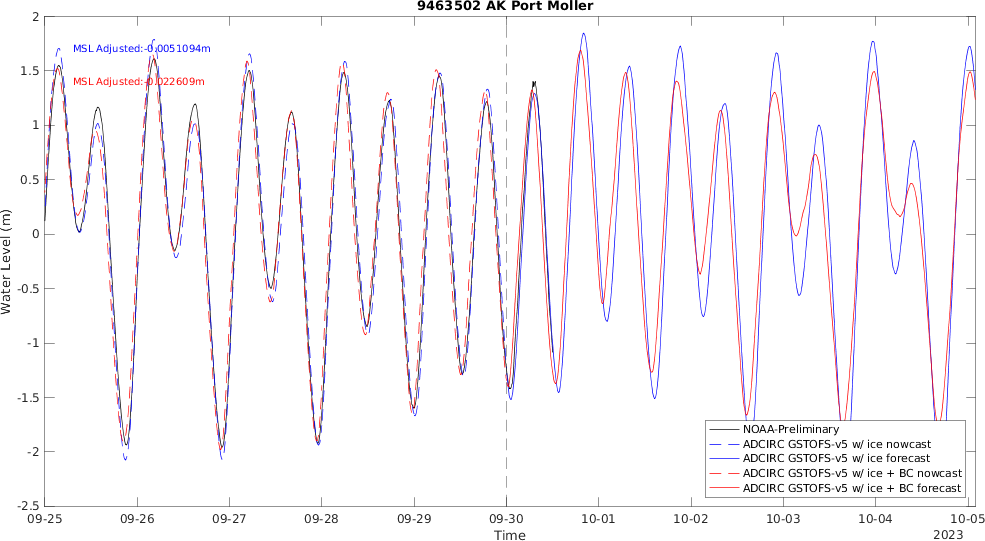 9463502 AK Port Moller
MSL Adjusted:-0.0051094m
MSL Adjusted:-0.022609m
Water Level (m)
2
1.5
1
0.5
0
-0.5
-1
-1.5
-2
-2.5
NOAA-Preliminary
ADCIRC GSTOFS-v5 w/ ice nowcast
ADCIRC GSTOFS-v5 w/ ice forecast
ADCIRC GSTOFS-v5 w/ ice + BC nowcast
ADCIRC GSTOFS-v5 w/ ice + BC forecast
09-25 09-26 09-27 09-28 09-29 09-30 10-01 10-02 10-03 10-04 10-05
Time
2023